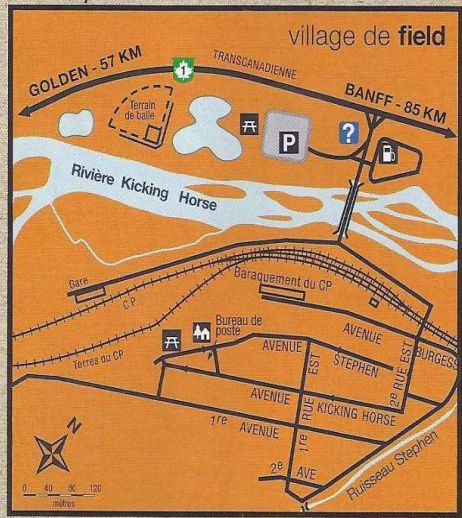 village de field
TRANSCANADIENNE
1
GOLDEN - 57 KM
BANFF - 85 KM
Terrain
de balle
P
?
Rivière Kicking Horse
Gare
CP
Baraquement du CP
Bureau de
poste
Terres du CP
AVENUE
STEPHEN
AVENUE
BURGESS
AVENUE
KICKING HORSE
1re
AVENUE
1re RUE EST
2e RUE EST
2e
AVE
Ruisseau Stephen
N
0 40 80 120
mètres